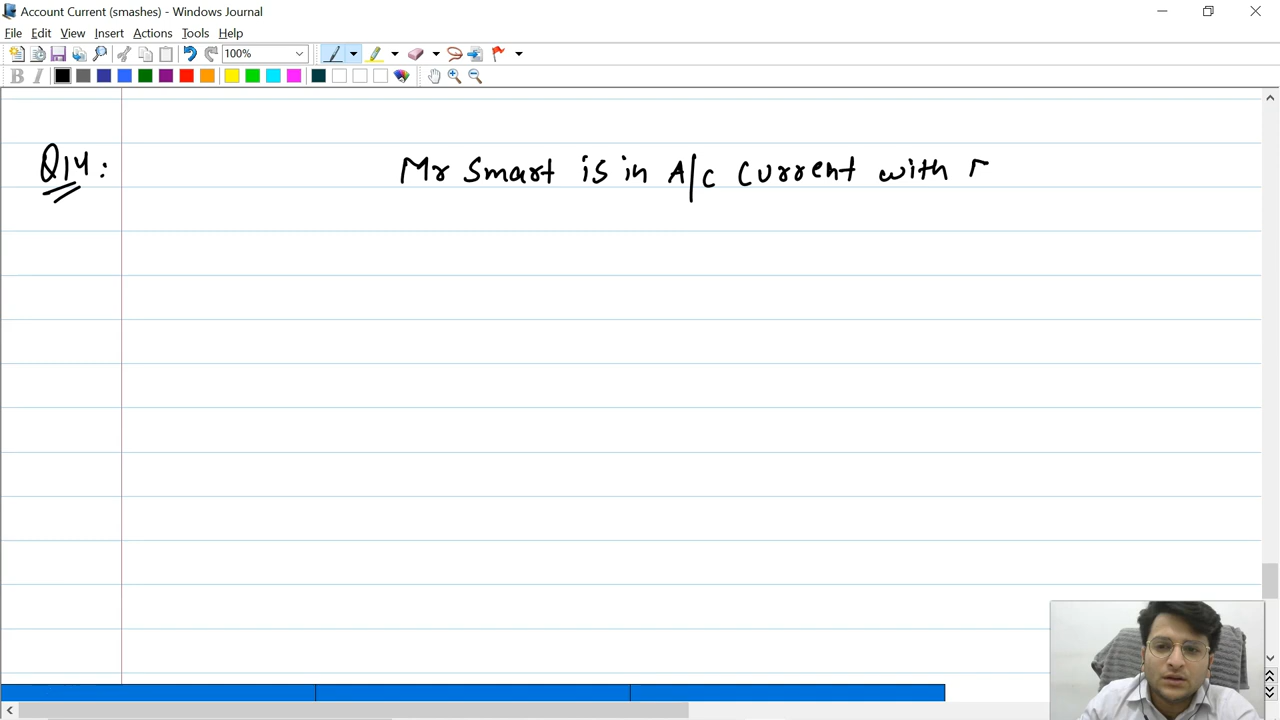 Account Current (smashes) - Windows Journal
File Edit View Insert Actions Tools Help
100%
B I
Q14: Mr Smart is in A/c Current with